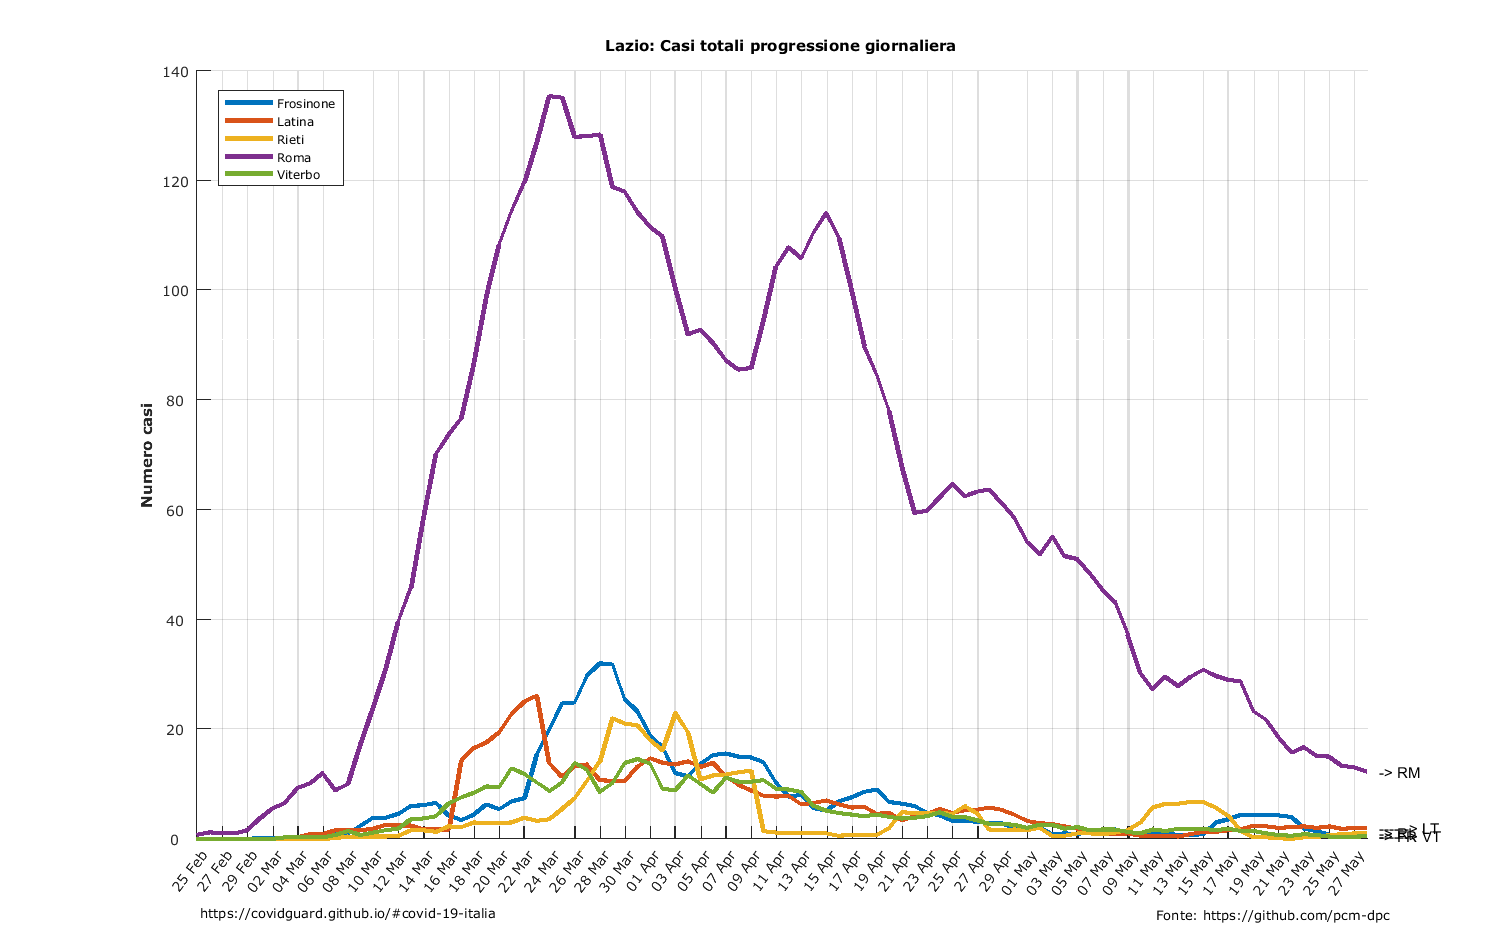 Lazio: Casi totali progressione giornaliera
Numero casi
140
120
100
80
60
40
20
0
Frosinone
Latina
Rieti
Roma
Viterbo
-> RM
-> LT
-> FR VT
25 Feb
27 Feb
29 Feb
02 Mar
04 Mar
06 Mar
08 Mar
10 Mar
12 Mar
14 Mar
16 Mar
18 Mar
20 Mar
22 Mar
24 Mar
26 Mar
28 Mar
30 Mar
01 Apr
03 Apr
05 Apr
07 Apr
09 Apr
11 Apr
13 Apr
15 Apr
17 Apr
19 Apr
21 Apr
23 Apr
25 Apr
27 Apr
29 Apr
01 May
03 May
05 May
07 May
09 May
11 May
13 May
15 May
17 May
19 May
21 May
23 May
25 May
27 May
https://covidguard.github.io/#covid-19-italia
Fonte: https://github.com/pcm-dpc